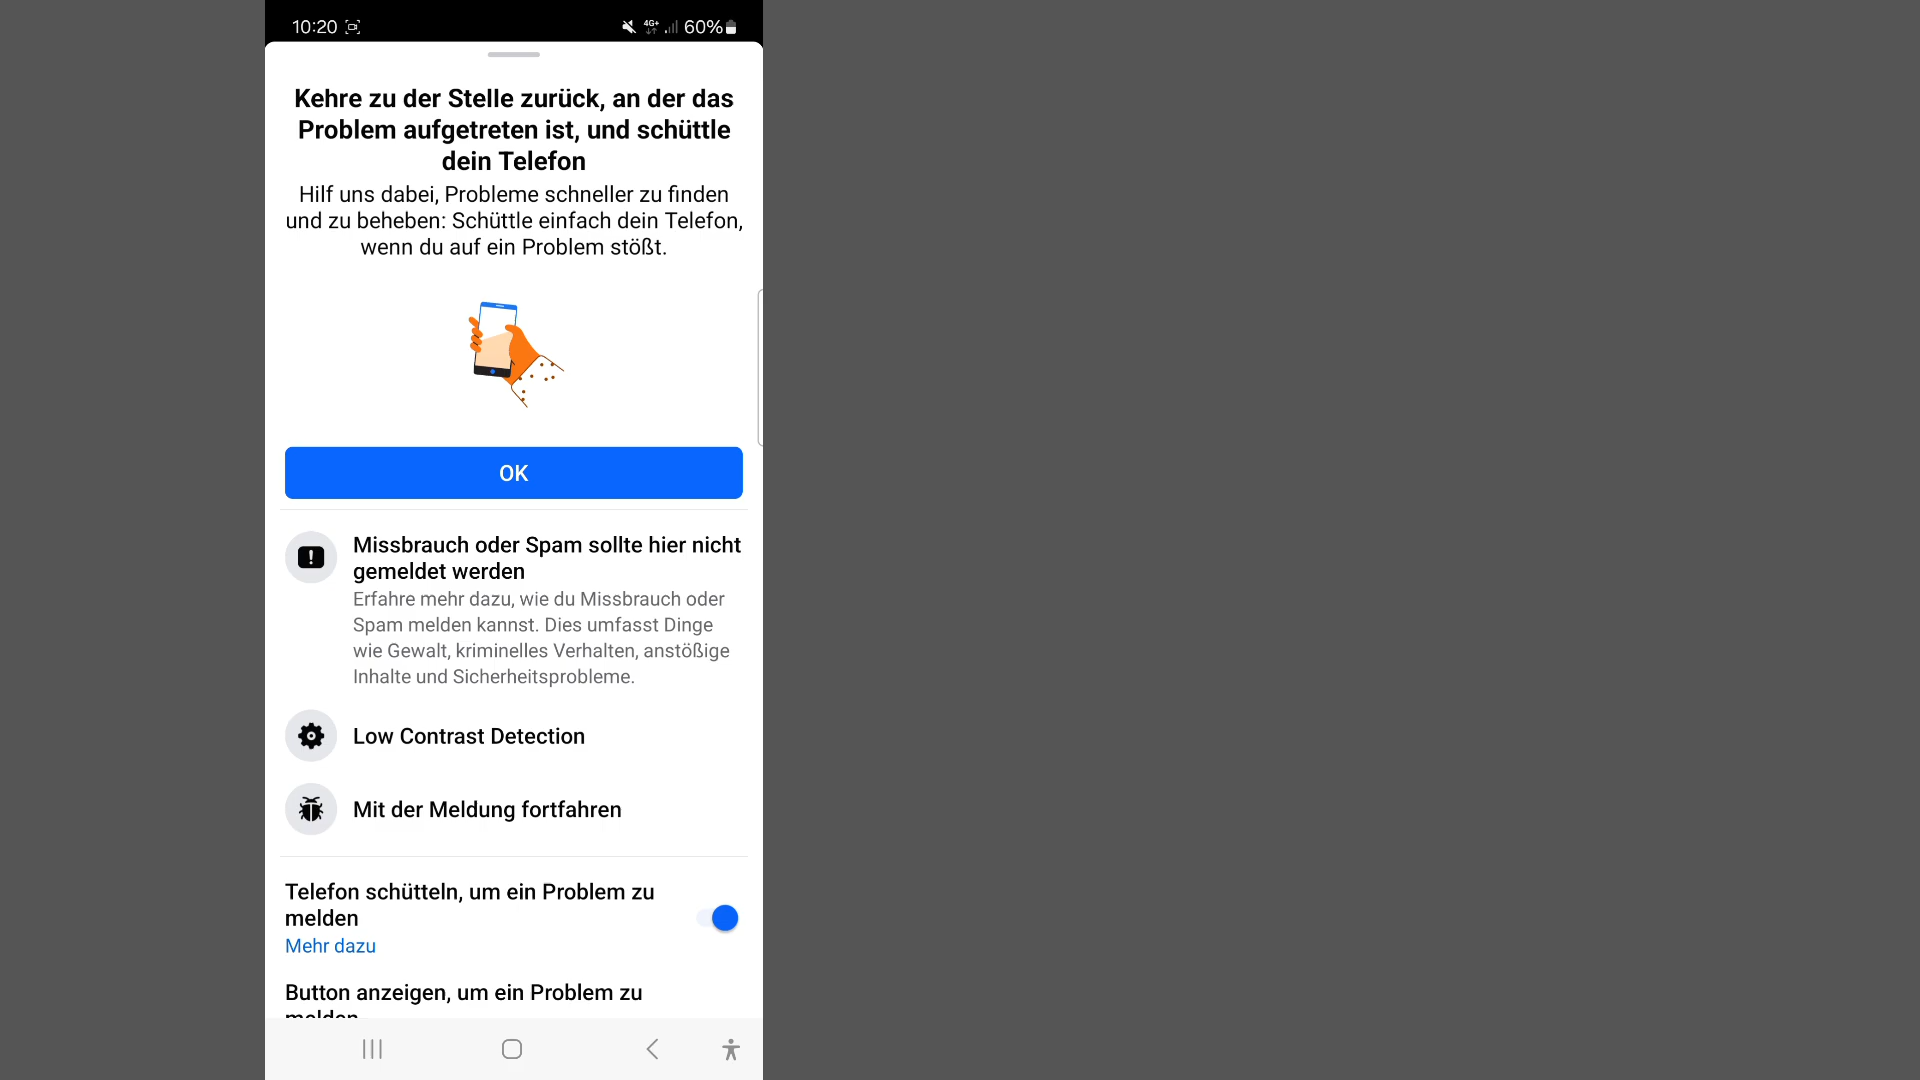 10:20 4G+ 60%
Kehre zu der Stelle zurück, an der das
Problem aufgetreten ist, und schüttle
dein Telefon
Hilf uns dabei, Probleme schneller zu finden
und zu beheben: Schüttle einfach dein Telefon,
wenn du auf ein Problem stößt.
OK
Missbrauch oder Spam sollte hier nicht
gemeldet werden
Erfahre mehr dazu, wie du Missbrauch oder
Spam melden kannst. Dies umfasst Dinge
wie Gewalt, kriminelles Verhalten, anstößige
Inhalte und Sicherheitsprobleme.
Low Contrast Detection
Mit der Meldung fortfahren
Telefon schütteln, um ein Problem zu
melden
Mehr dazu
Button anzeigen, um ein Problem zu
melden